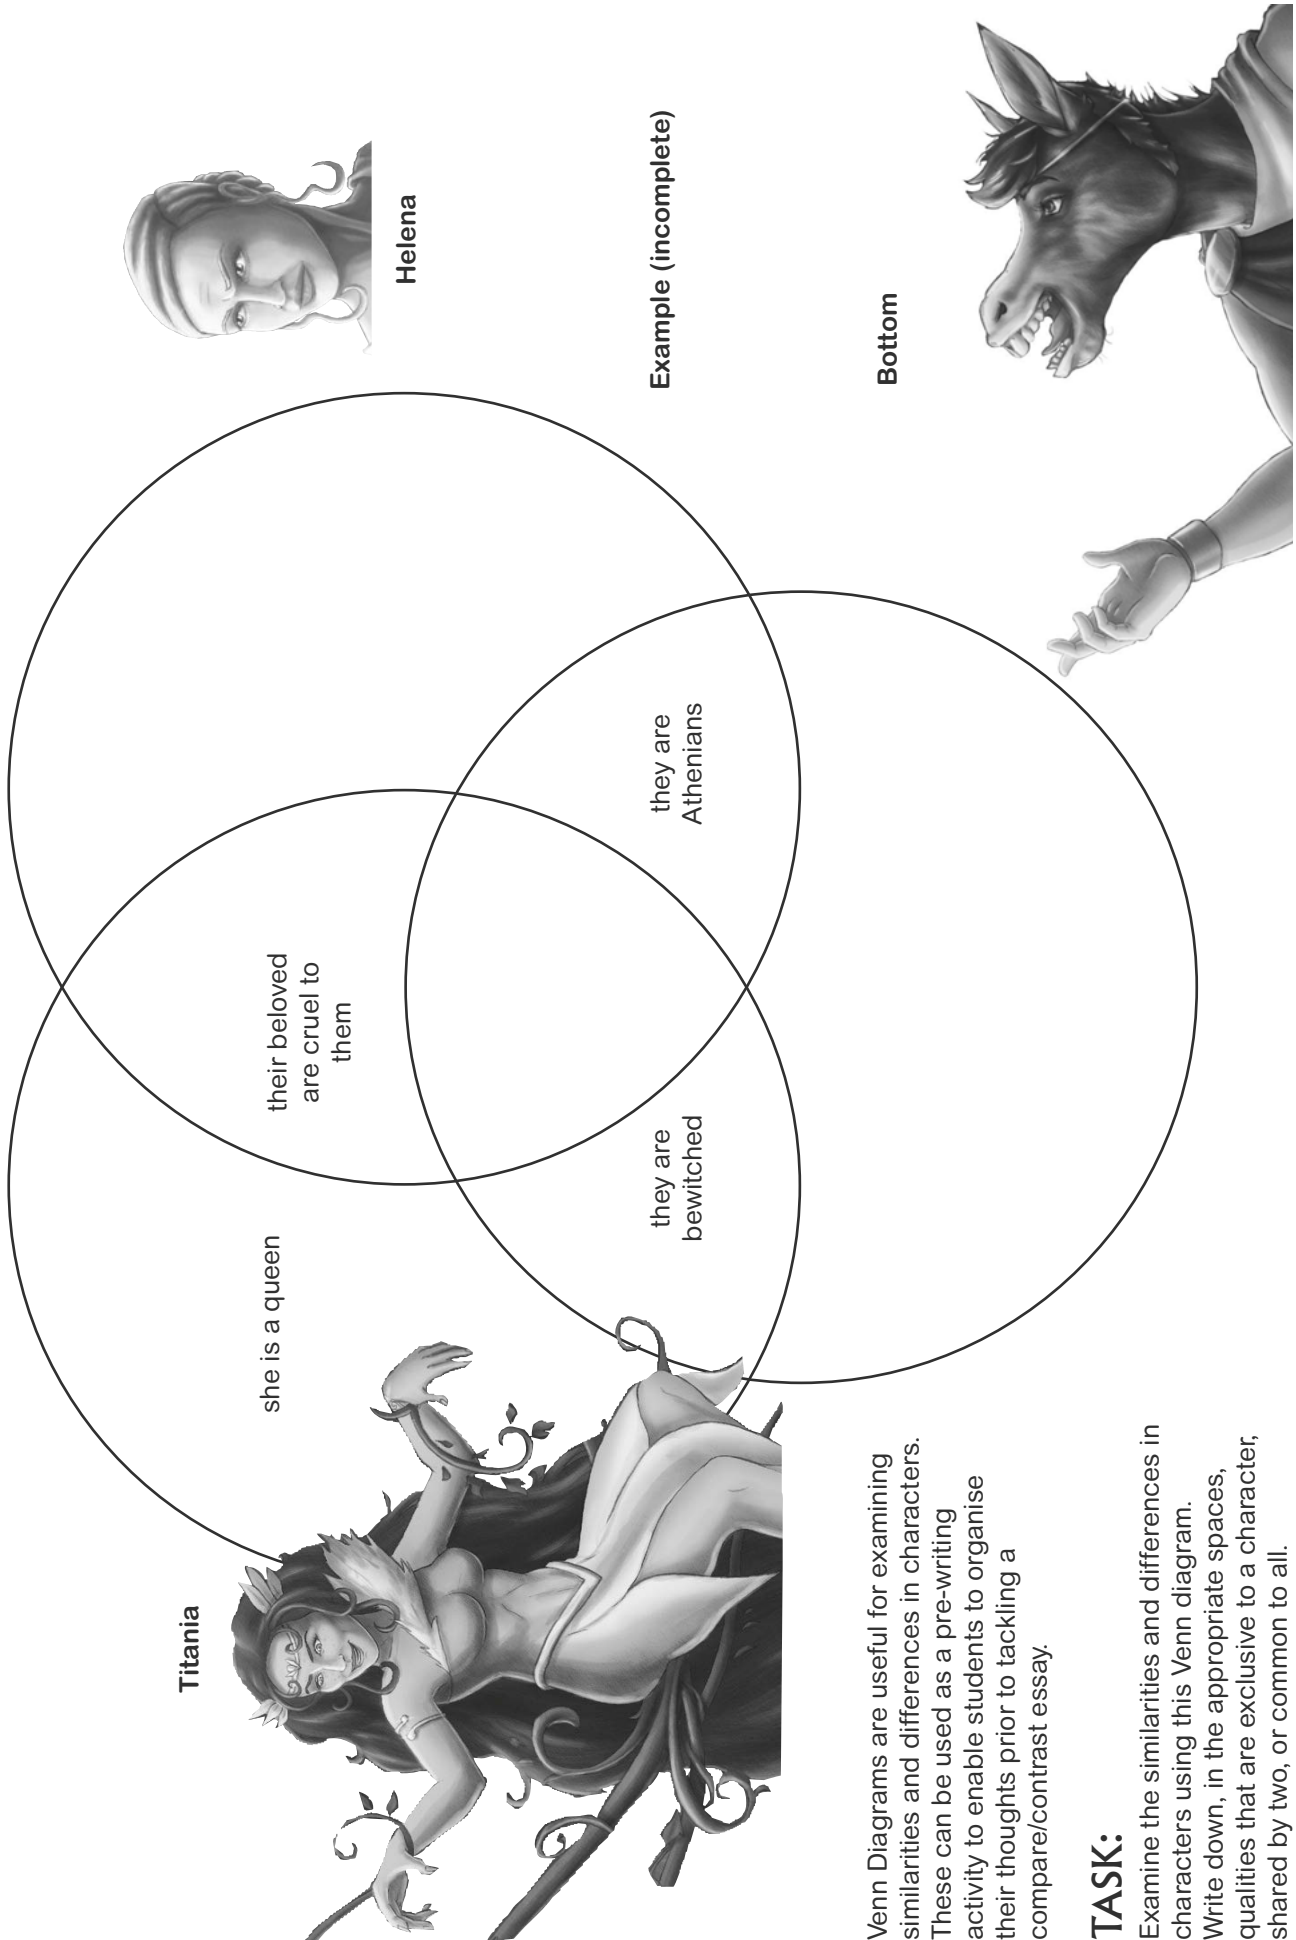 Titania
Helena
she is a queen
their beloved
are cruel to
them
they are
bewitched
they are
Athenians
Example (incomplete)
Bottom
Venn Diagrams are useful for examining
similarities and differences in characters.
These can be used as a pre-writing
activity to enable students to organise
their thoughts prior to tackling a
compare/contrast essay.
TASK:
Examine the similarities and differences in
characters using this Venn diagram.
Write down, in the appropriate spaces,
qualities that are exclusive to a character,
shared by two, or common to all.